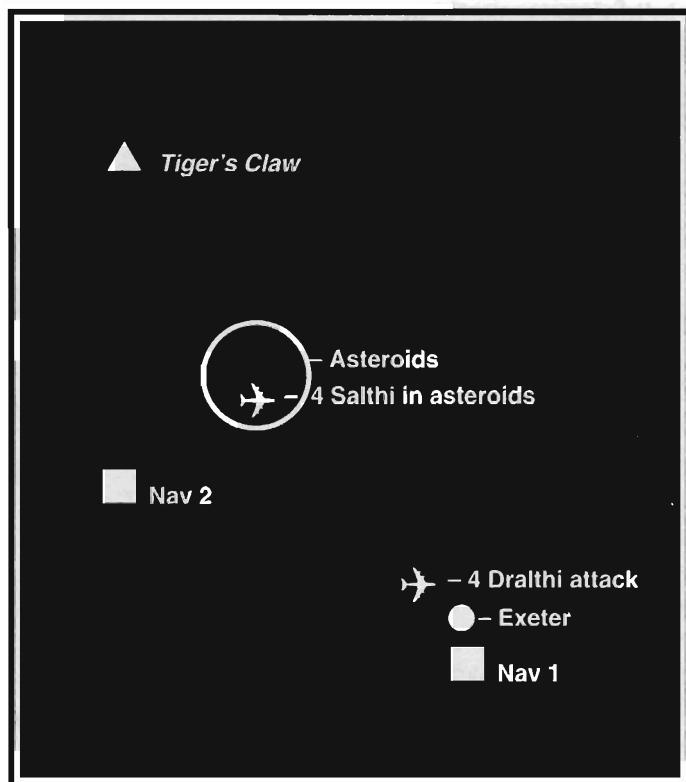 Tiger's Claw
– Asteroids
– 4 Salthi in asteroids
Nav 2
– 4 Dralthi attack
– Exeter
Nav 1